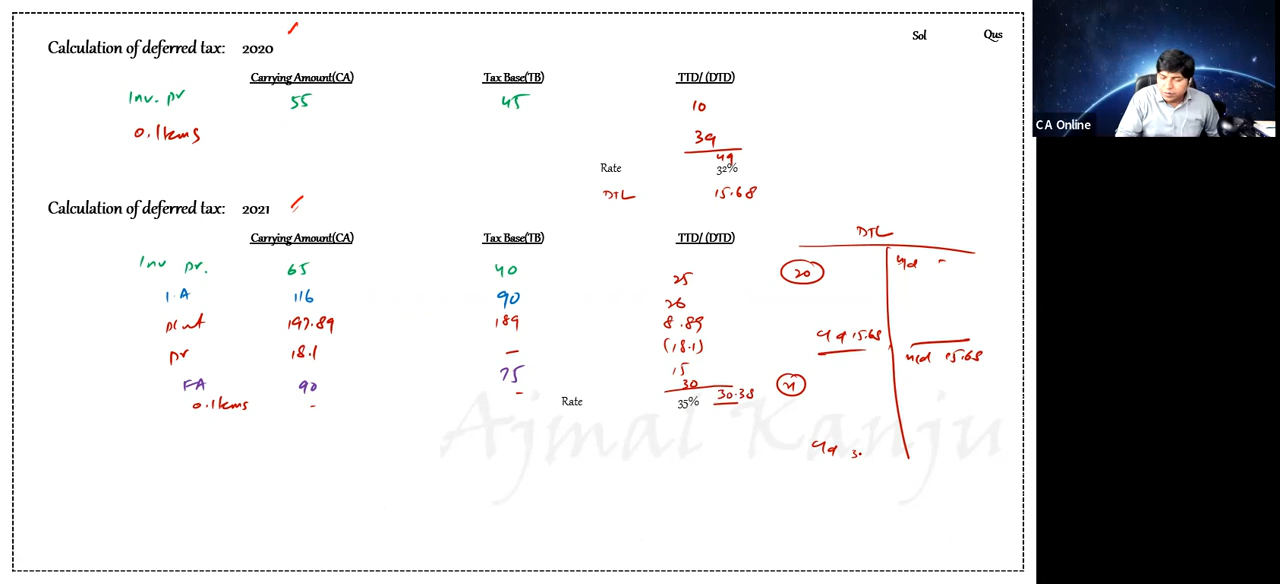 Sol Qus
Calculation of deferred tax: 2020
Carrying Amount(CA) Tax Base(TB) TTD/ (DTD)
Inv. pr 55 45 10
O.Items 39
49
Rate 32%
DTL 15.68
Calculation of deferred tax: 2021
Carrying Amount(CA) Tax Base(TB) TTD/ (DTD)
Inv pr. 65 40 25
I.A 116 90 26
Plant 197.89 189 8.89
pr 18.1 — (18.1)
FA 90 75 15
O.Items - - 30
Rate 35% 30.38
DTL
20 b/d -
c/d 15.68
b/d 15.68
21
c/d 3.
Ajmal Kanju
CA Online